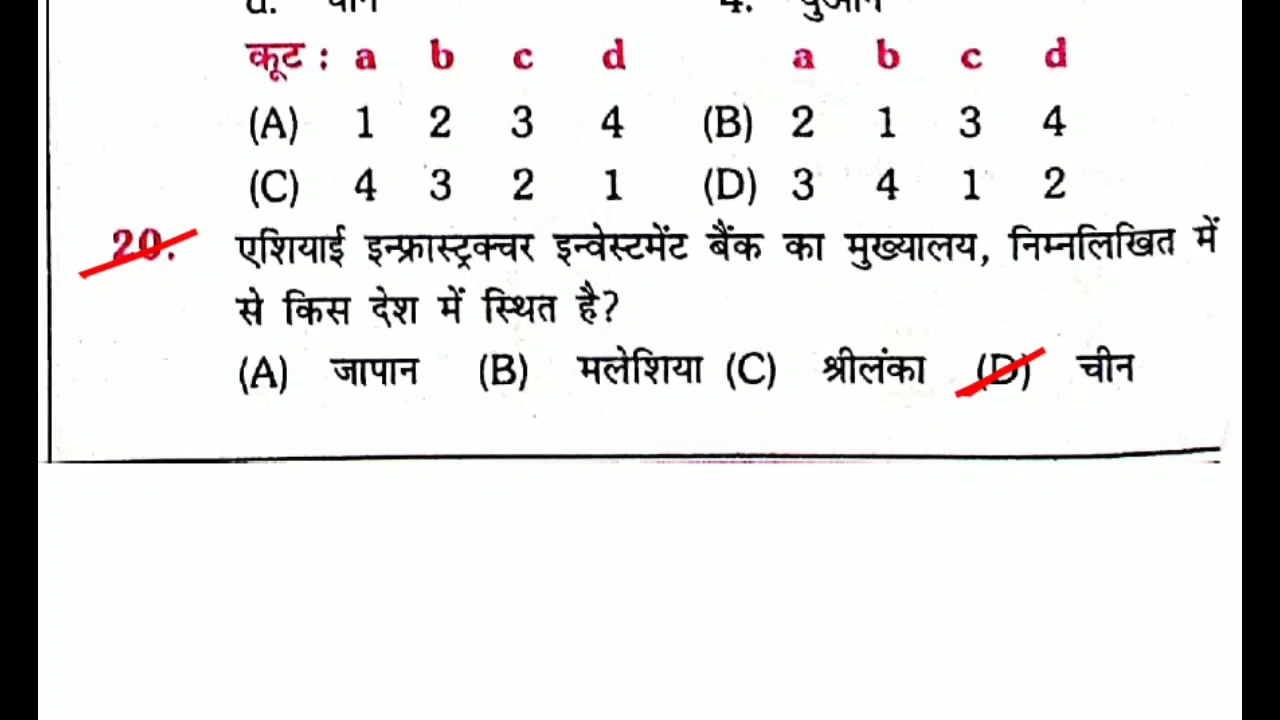 कूट : a b c d a b c d
(A) 1 2 3 4 (B) 2 1 3 4
(C) 4 3 2 1 (D) 3 4 1 2
20. एशियाई इन्फ्रास्ट्रक्चर इन्वेस्टमेंट बैंक का मुख्यालय, निम्नलिखित में
से किस देश में स्थित है?
(A) जापान (B) मलेशिया (C) श्रीलंका (D) चीन